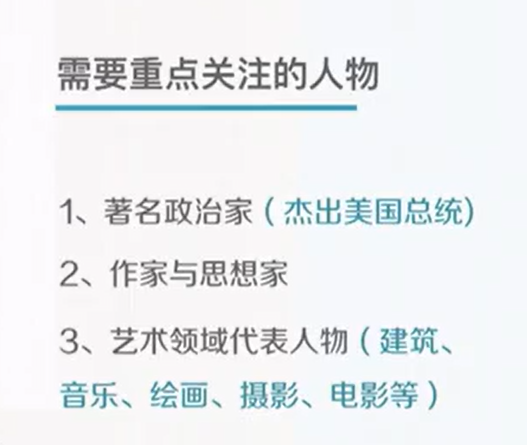 需要重点关注的人物
1、著名政治家（杰出美国总统)
2、作家与思想家
3、艺术领域代表人物（建筑、
音乐、绘画、摄影、电影等）